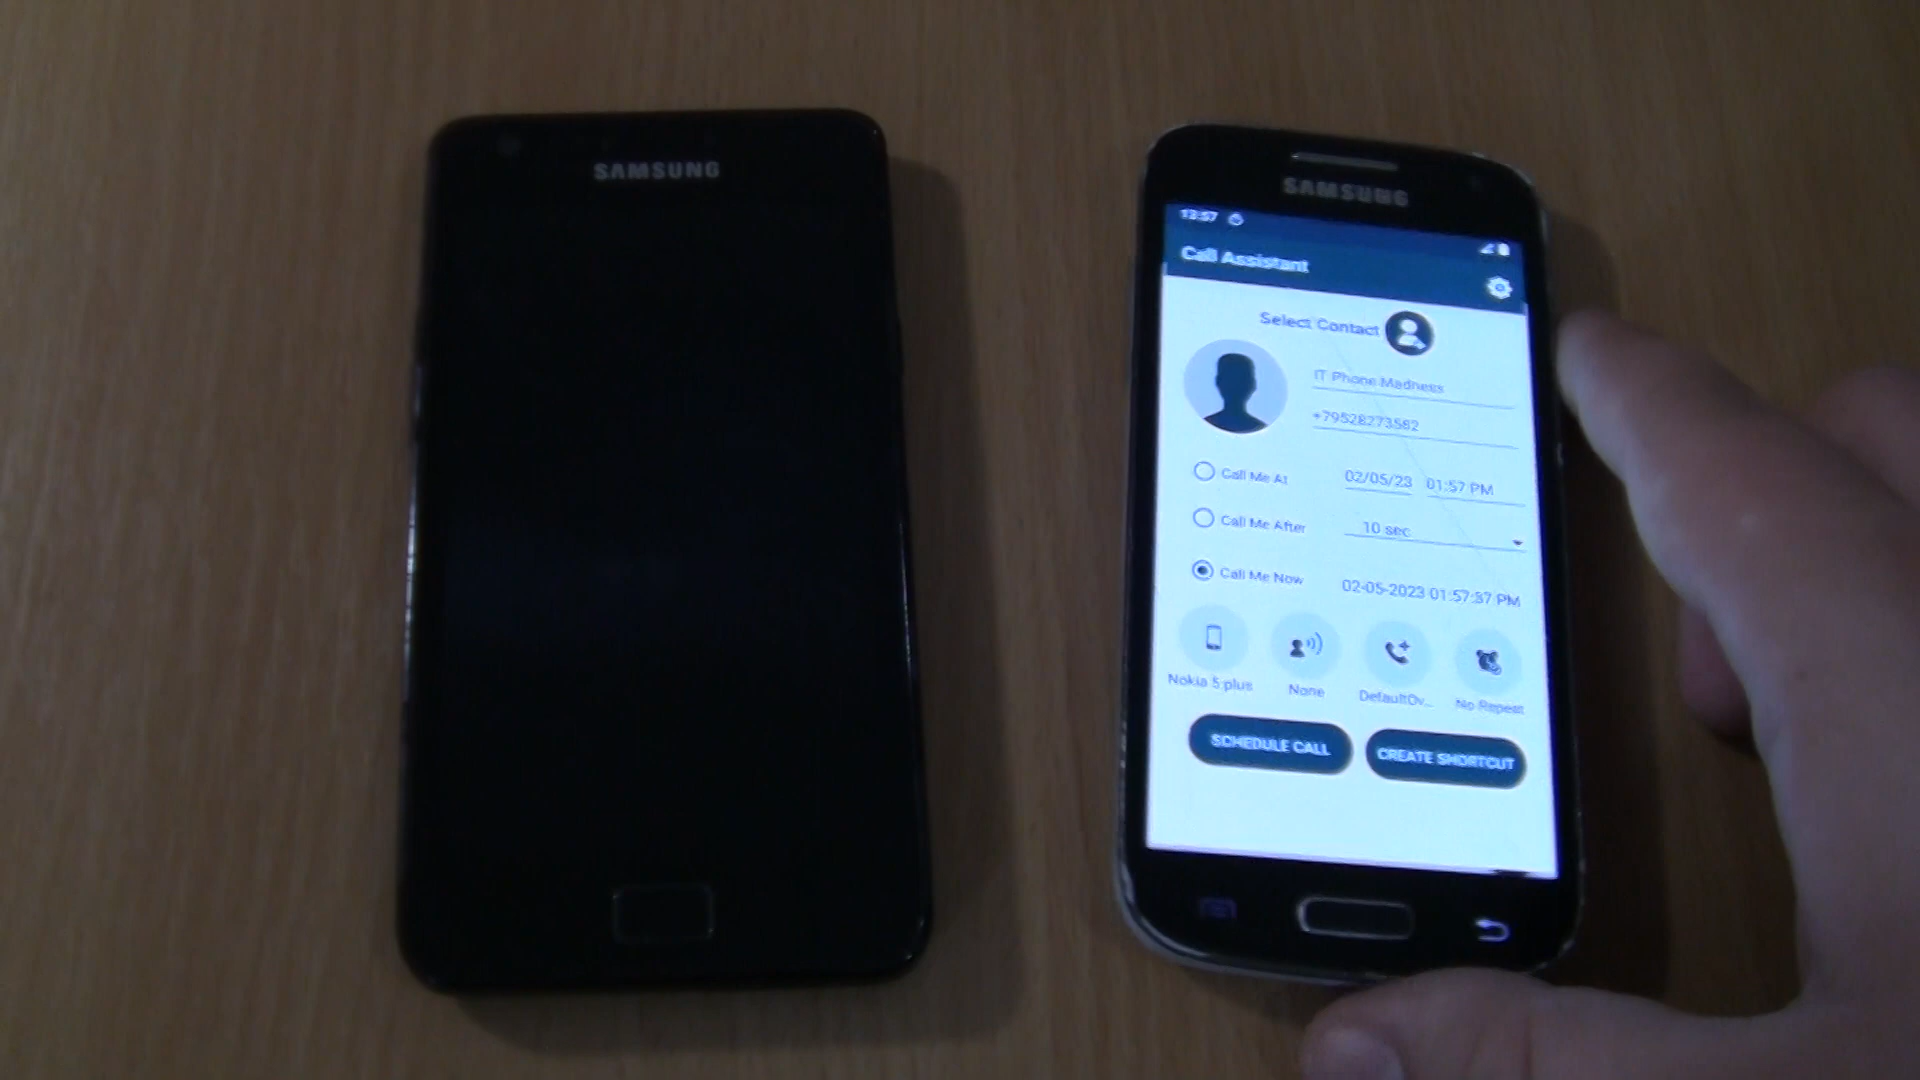 SAMSUNG
SAMSUNG
13:57
Call Assistant
Select Contact
IT Phone Madness
+79528273582
Call Me At 02/05/23 01:57 PM
Call Me After 10 sec
Call Me Now 02-05-2023 01:57:37 PM
Nokia 5 plus None DefaultOv... No Repeat
SCHEDULE CALL CREATE SHORTCUT